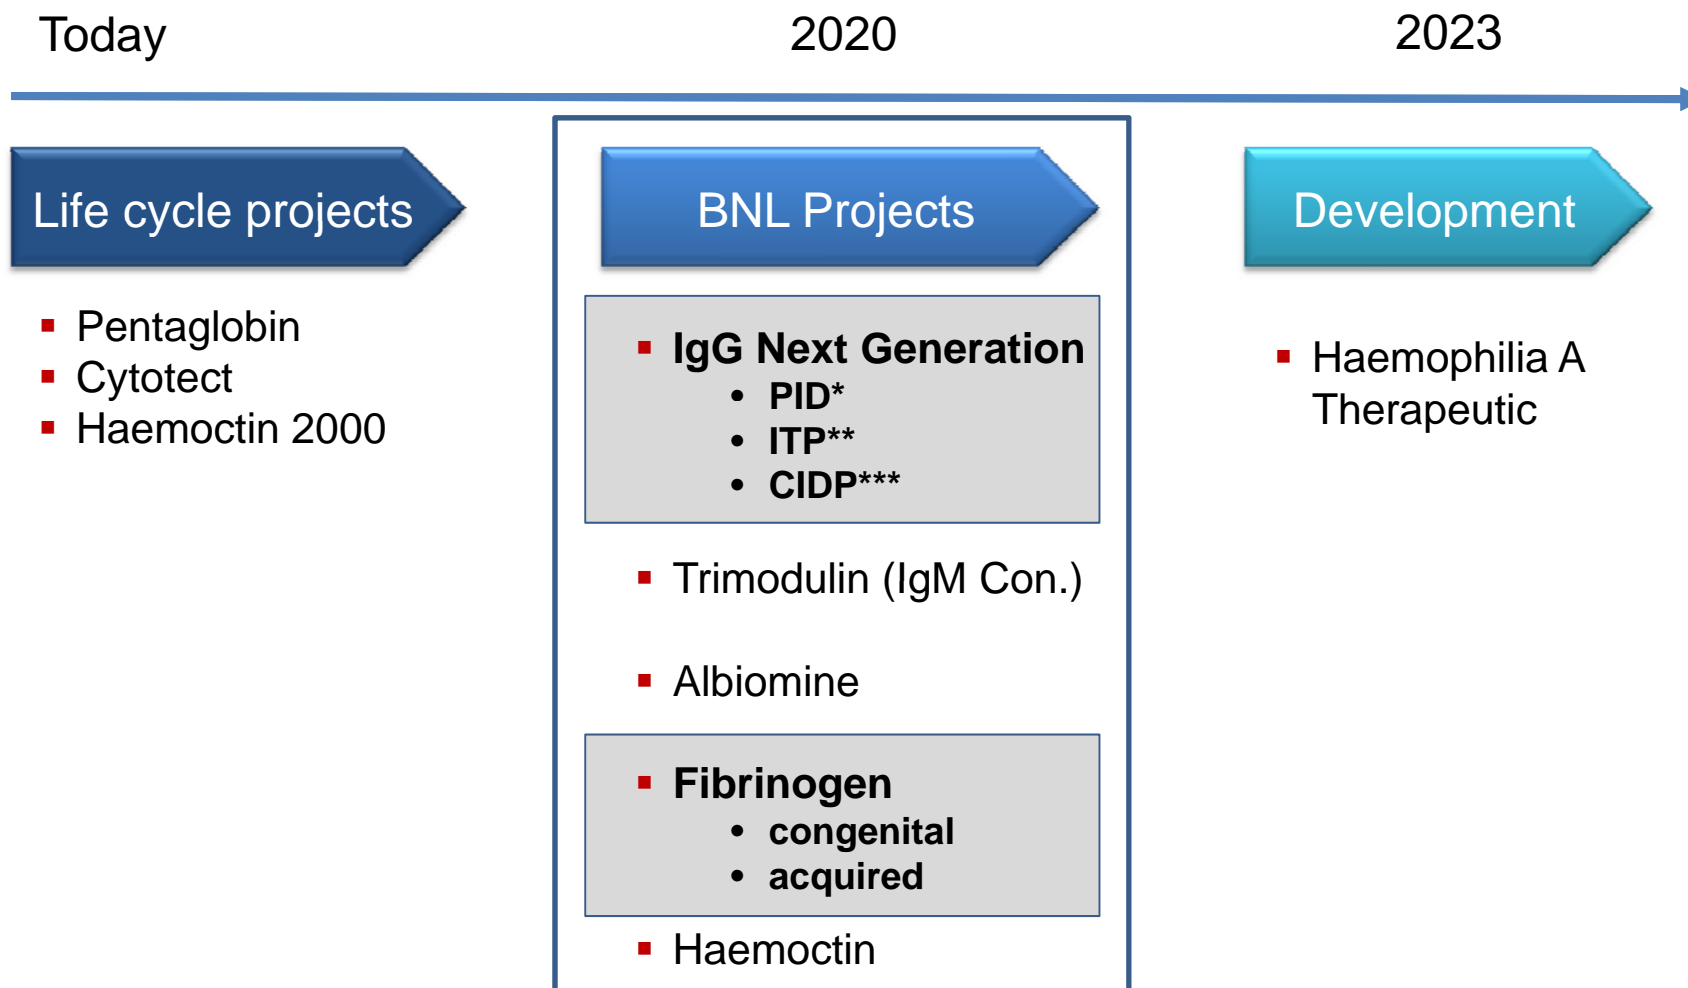 Today
2020
2023
Life cycle projects
BNL Projects
Development
▪ Pentaglobin
▪ Cytotect
▪ Haemoctin 2000
▪ IgG Next Generation
• PID*
• ITP**
• CIDP***
▪ Trimodulin (IgM Con.)
▪ Albiomine
▪ Fibrinogen
• congenital
• acquired
▪ Haemoctin
▪ Haemophilia A
Therapeutic